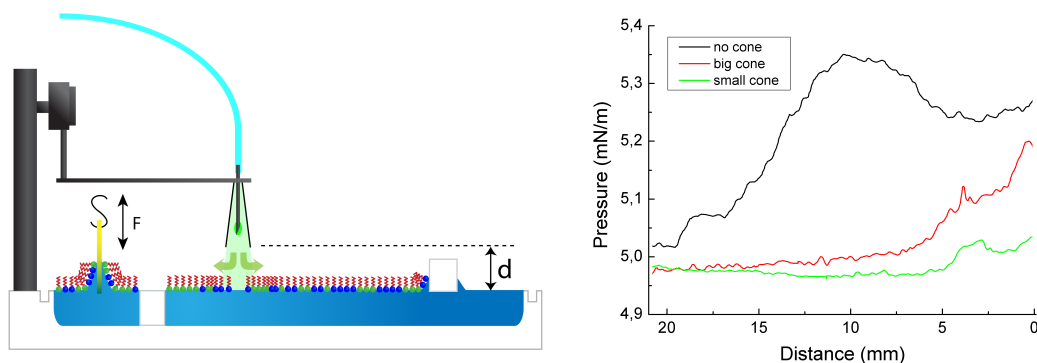 F
d
5,4
5,3
5,2
5,1
5,0
4,9
Pressure (mN/m)
no cone
big cone
small cone
20
15
10
5
0
Distance (mm)